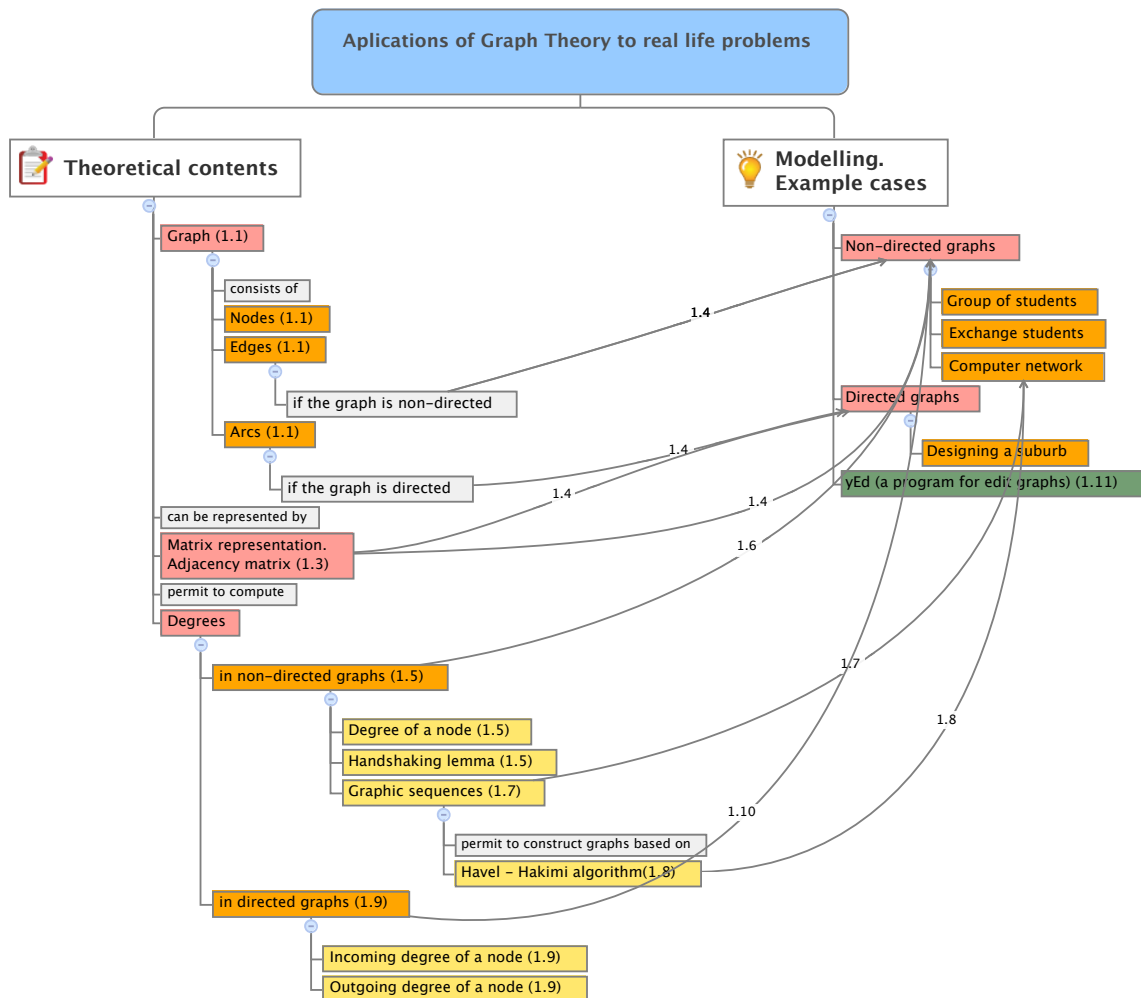 Aplications of Graph Theory to real life problems
Theoretical contents
Graph (1.1)
consists of
Nodes (1.1)
Edges (1.1)
if the graph is non-directed
Arcs (1.1)
if the graph is directed
can be represented by
Matrix representation.
Adjacency matrix (1.3)
permit to compute
Degrees
in non-directed graphs (1.5)
Degree of a node (1.5)
Handshaking lemma (1.5)
Graphic sequences (1.7)
permit to construct graphs based on
Havel – Hakimi algorithm(1.8)
in directed graphs (1.9)
Incoming degree of a node (1.9)
Outgoing degree of a node (1.9)
Modelling.
Example cases
Non-directed graphs
Group of students
Exchange students
Computer network
Directed graphs
Designing a suburb
yEd (a program for edit graphs) (1.11)
1.4
1.4
1.4
1.4
1.6
1.7
1.8
1.10